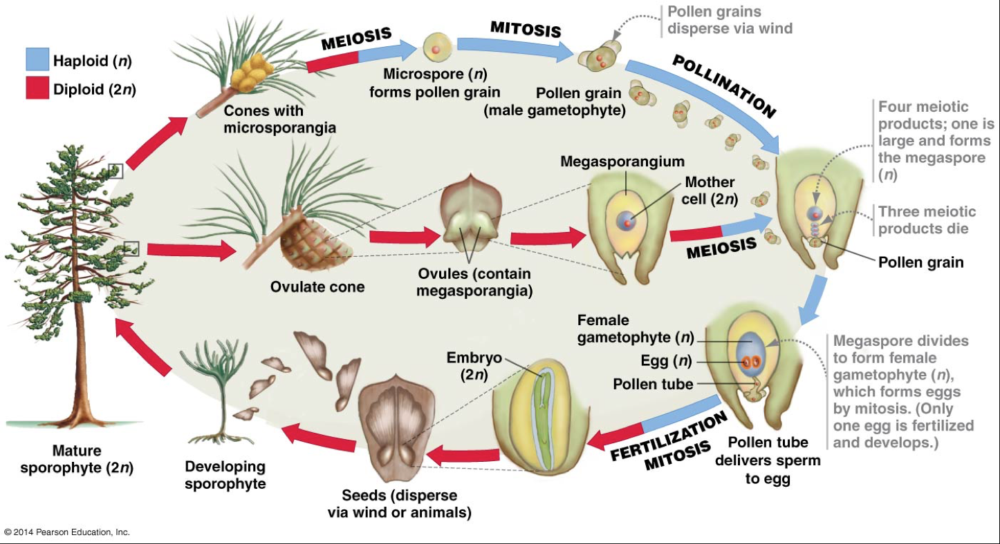 Haploid (n)
Diploid (2n)
MEIOSIS
MITOSIS
Pollen grains
disperse via wind
Microspore (n)
forms pollen grain
Pollen grain
(male gametophyte)
POLLINATION
Cones with
microsporangia
Four meiotic
products; one is
large and forms
the megaspore
(n)
Three meiotic
products die
Pollen grain
Megasporangium
Mother
cell (2n)
MEIOSIS
Ovulate cone
Ovules (contain
megasporangia)
Female
gametophyte (n)
Egg (n)
Pollen tube
Megaspore divides
to form female
gametophyte (n),
which forms eggs
by mitosis. (Only
one egg is fertilized
and develops.)
Embryo
(2n)
FERTILIZATION
MITOSIS
Pollen tube
delivers sperm
to egg
Mature
sporophyte (2n)
Developing
sporophyte
Seeds (disperse
via wind or animals)
© 2014 Pearson Education, Inc.